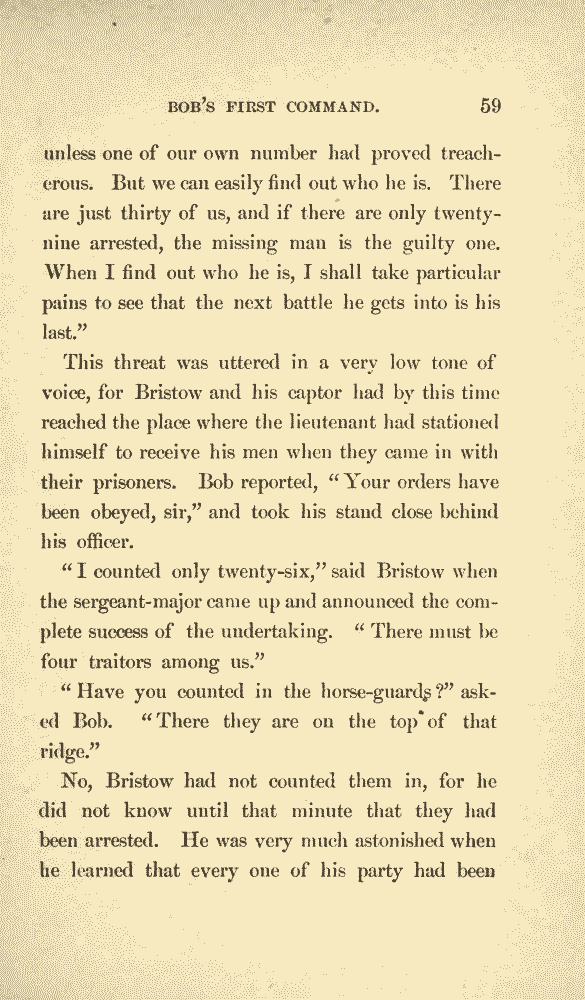 BOB'S FIRST COMMAND. 59
unless one of our own number had proved treach-
erous. But we can easily find out who he is. There
are just thirty of us, and if there are only twenty-
nine arrested, the missing man is the guilty one.
When I find out who he is, I shall take particular
pains to see that the next battle he gets into is his
last.”
This threat was uttered in a very low tone of
voice, for Bristow and his captor had by this time
reached the place where the lieutenant had stationed
himself to receive his men when they came in with
their prisoners. Bob reported, “Your orders have
been obeyed, sir,” and took his stand close behind
his officer.
“I counted only twenty-six,” said Bristow when
the sergeant-major came up and announced the com-
plete success of the undertaking. “There must be
four traitors among us.”
“Have you counted in the horse-guards?” ask-
ed Bob. “There they are on the top of that
ridge.”
No, Bristow had not counted them in, for he
did not know until that minute that they had
been arrested. He was very much astonished when
he learned that every one of his party had been